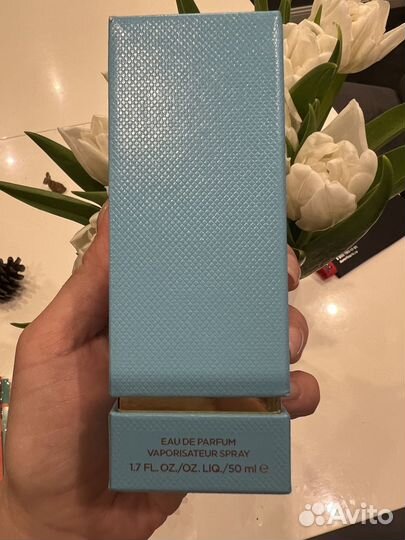 EAU DE PARFUM
VAPORISATEUR SPRAY
1.7 FL. OZ./OZ. LIQ./50 ml ℮
Avito